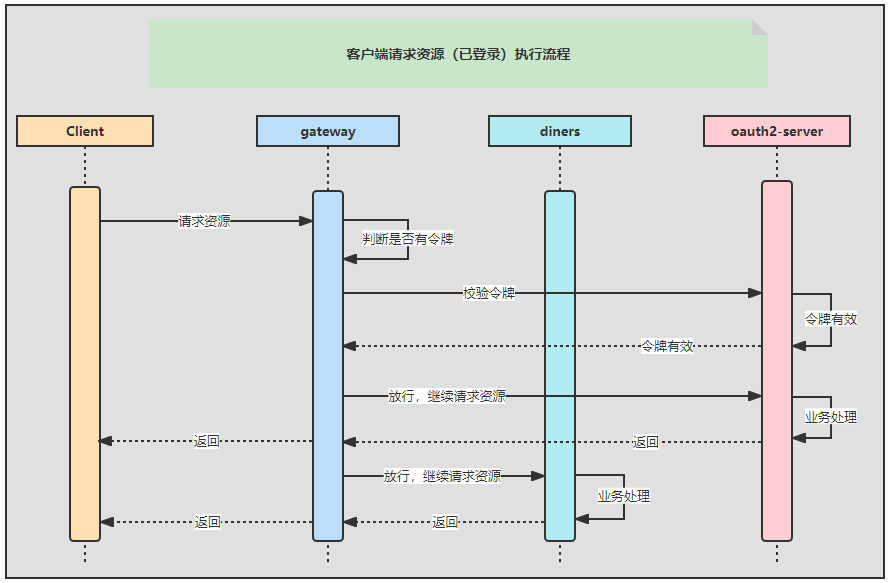 客户端请求资源（已登录）执行流程
Client
gateway
diners
oauth2-server
请求资源
判断是否有令牌
校验令牌
令牌有效
令牌有效
放行，继续请求资源
业务处理
返回
返回
放行，继续请求资源
业务处理
返回
返回